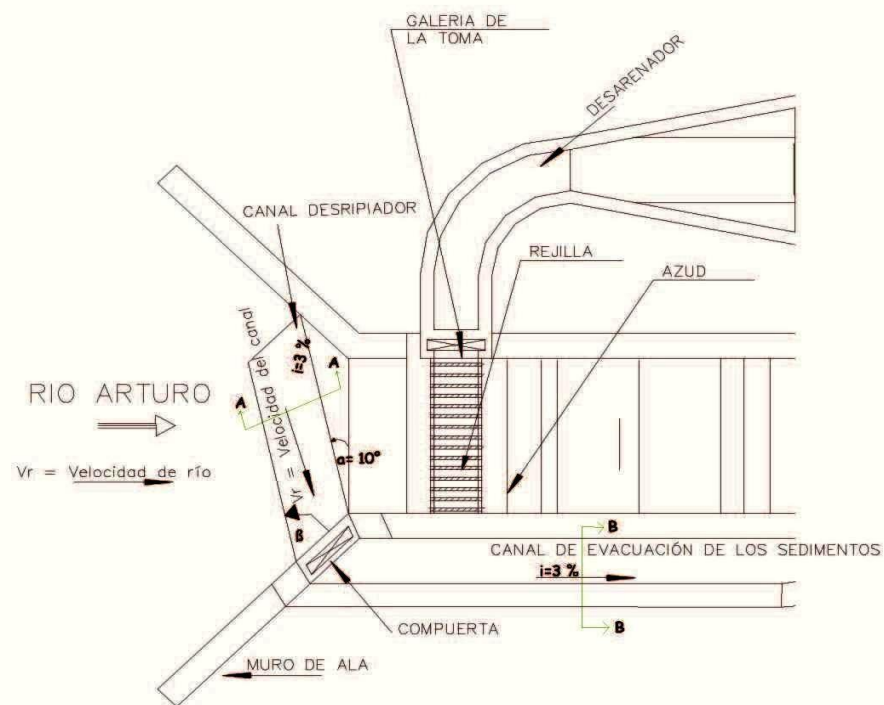 GALERIA DE
LA TOMA
DESARENADOR
CANAL DESRIPIADOR
REJILLA
AZUD
i=3 %
Vr = Velocidad del canal
A
A
RIO ARTURO
Vr = Velocidad de río
a= 10°
B
ß
CANAL DE EVACUACIÓN DE LOS SEDIMENTOS
i=3 %
B
COMPUERTA
MURO DE ALA